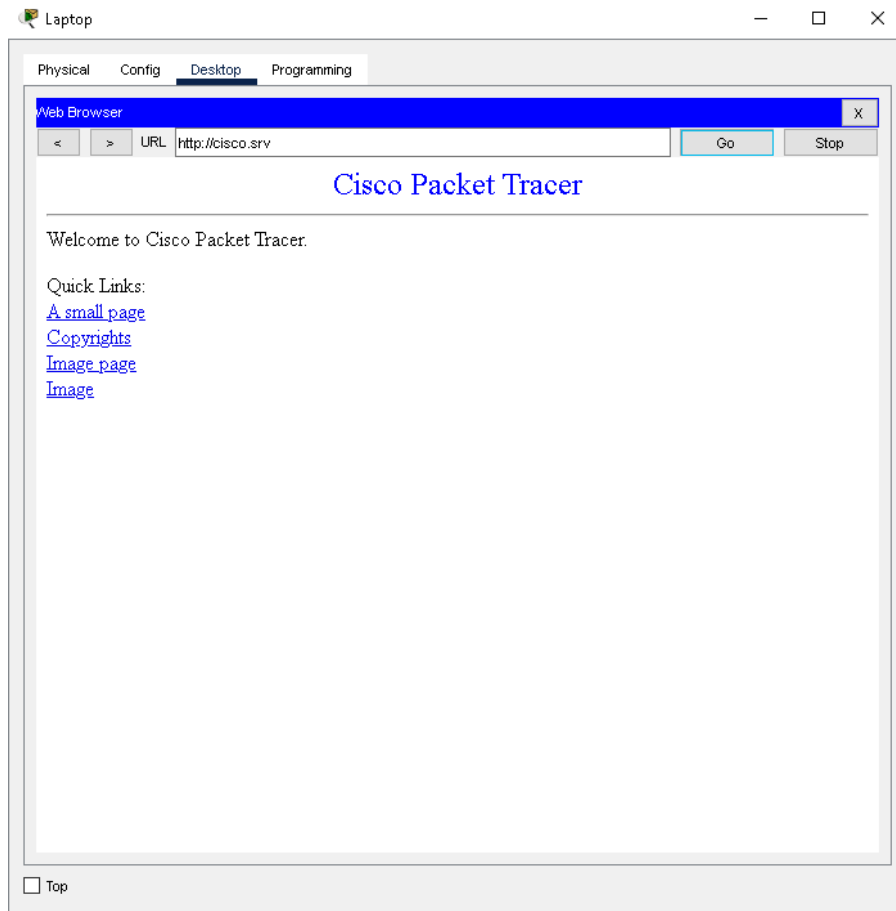 Laptop
Physical Config Desktop Programming
Web Browser X
< > URL http://cisco.srv Go Stop
Cisco Packet Tracer
Welcome to Cisco Packet Tracer.
Quick Links:
A small page
Copyrights
Image page
Image
Top